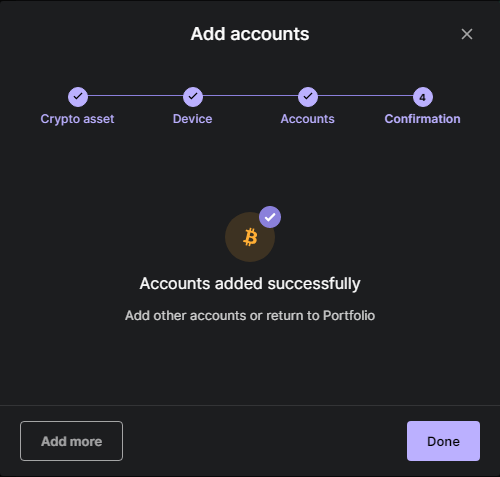 Add accounts
Crypto asset
Device
Accounts
4
Confirmation
Accounts added successfully
Add other accounts or return to Portfolio
Add more
Done